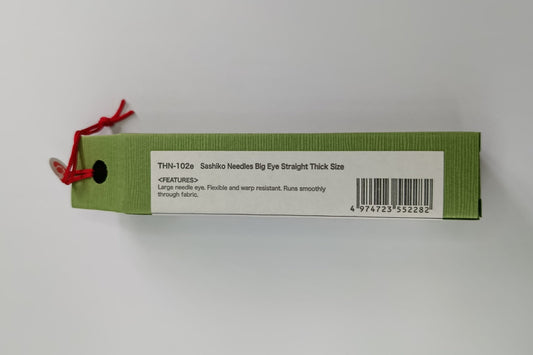 THN-102e Sashiko Needles Big Eye Straight Thick Size
<FEATURES>
Large needle eye. Flexible and warp resistant. Runs smoothly
through fabric.
4 974723 552282